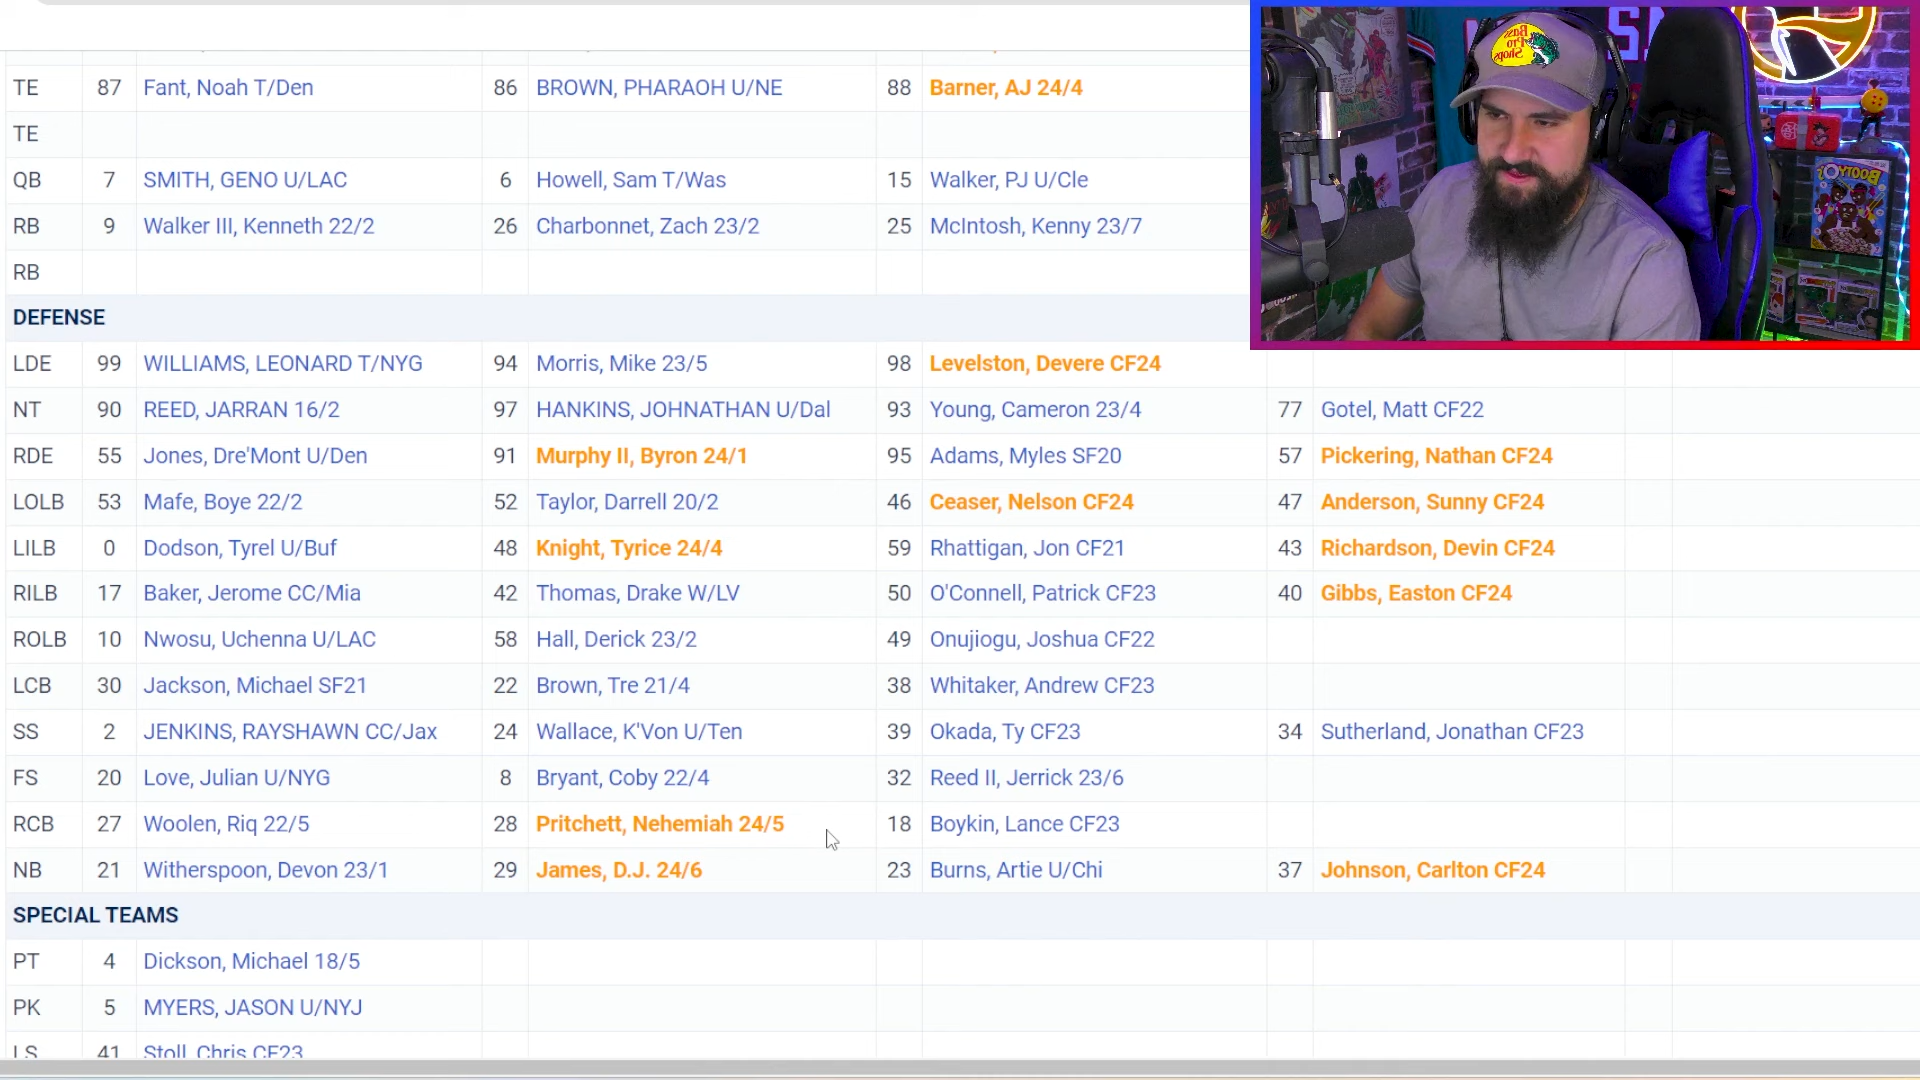 TE 87 Fant, Noah T/Den 86 BROWN, PHARAOH U/NE 88 Barner, AJ 24/4
TE
QB 7 SMITH, GENO U/LAC 6 Howell, Sam T/Was 15 Walker, PJ U/Cle
RB 9 Walker III, Kenneth 22/2 26 Charbonnet, Zach 23/2 25 McIntosh, Kenny 23/7
RB
DEFENSE
LDE 99 WILLIAMS, LEONARD T/NYG 94 Morris, Mike 23/5 98 Levelston, Devere CF24
NT 90 REED, JARRAN 16/2 97 HANKINS, JOHNATHAN U/Dal 93 Young, Cameron 23/4 77 Gotel, Matt CF22
RDE 55 Jones, Dre'Mont U/Den 91 Murphy II, Byron 24/1 95 Adams, Myles SF20 57 Pickering, Nathan CF24
LOLB 53 Mafe, Boye 22/2 52 Taylor, Darrell 20/2 46 Ceaser, Nelson CF24 47 Anderson, Sunny CF24
LILB 0 Dodson, Tyrel U/Buf 48 Knight, Tyrice 24/4 59 Rhattigan, Jon CF21 43 Richardson, Devin CF24
RILB 17 Baker, Jerome CC/Mia 42 Thomas, Drake W/LV 50 O'Connell, Patrick CF23 40 Gibbs, Easton CF24
ROLB 10 Nwosu, Uchenna U/LAC 58 Hall, Derick 23/2 49 Onujiogu, Joshua CF22
LCB 30 Jackson, Michael SF21 22 Brown, Tre 21/4 38 Whitaker, Andrew CF23
SS 2 JENKINS, RAYSHAWN CC/Jax 24 Wallace, K'Von U/Ten 39 Okada, Ty CF23 34 Sutherland, Jonathan CF23
FS 20 Love, Julian U/NYG 8 Bryant, Coby 22/4 32 Reed II, Jerrick 23/6
RCB 27 Woolen, Riq 22/5 28 Pritchett, Nehemiah 24/5 18 Boykin, Lance CF23
NB 21 Witherspoon, Devon 23/1 29 James, D.J. 24/6 23 Burns, Artie U/Chi 37 Johnson, Carlton CF24
SPECIAL TEAMS
PT 4 Dickson, Michael 18/5
PK 5 MYERS, JASON U/NYJ
LS 41 Stoll, Chris CF23
Bass
Pro
Shops